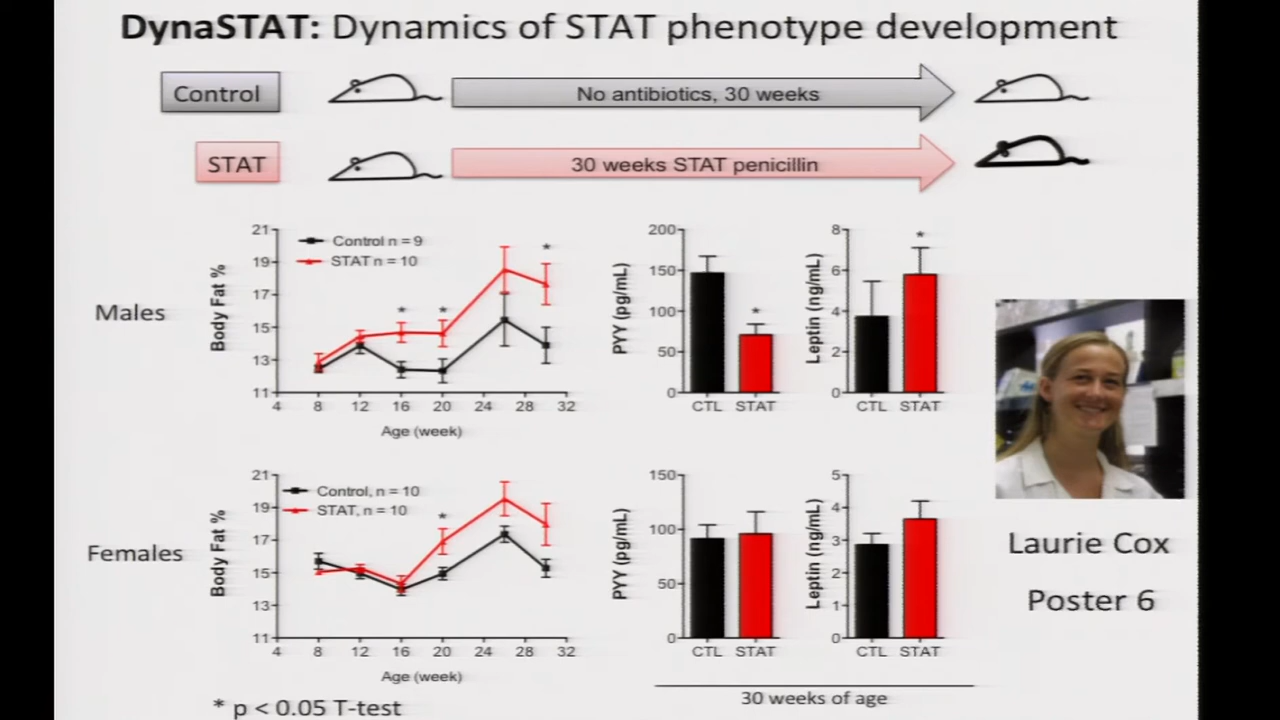 DynaSTAT: Dynamics of STAT phenotype development
Control
No antibiotics, 30 weeks
STAT
30 weeks STAT penicillin
Males
Body Fat %
21
19
17
15
13
11
Control n = 9
STAT n = 10
*
*
*
4 8 12 16 20 24 28 32
Age (week)
PYY (pg/mL)
200
150
100
50
0
*
CTL STAT
Leptin (ng/mL)
8
6
4
2
0
*
CTL STAT
Females
Body Fat %
21
19
17
15
13
11
Control, n = 10
STAT, n = 10
*
4 8 12 16 20 24 28 32
Age (week)
PYY (pg/mL)
150
100
50
0
CTL STAT
Leptin (ng/mL)
5
4
3
2
1
0
CTL STAT
Laurie Cox
Poster 6
* p < 0.05 T-test
30 weeks of age